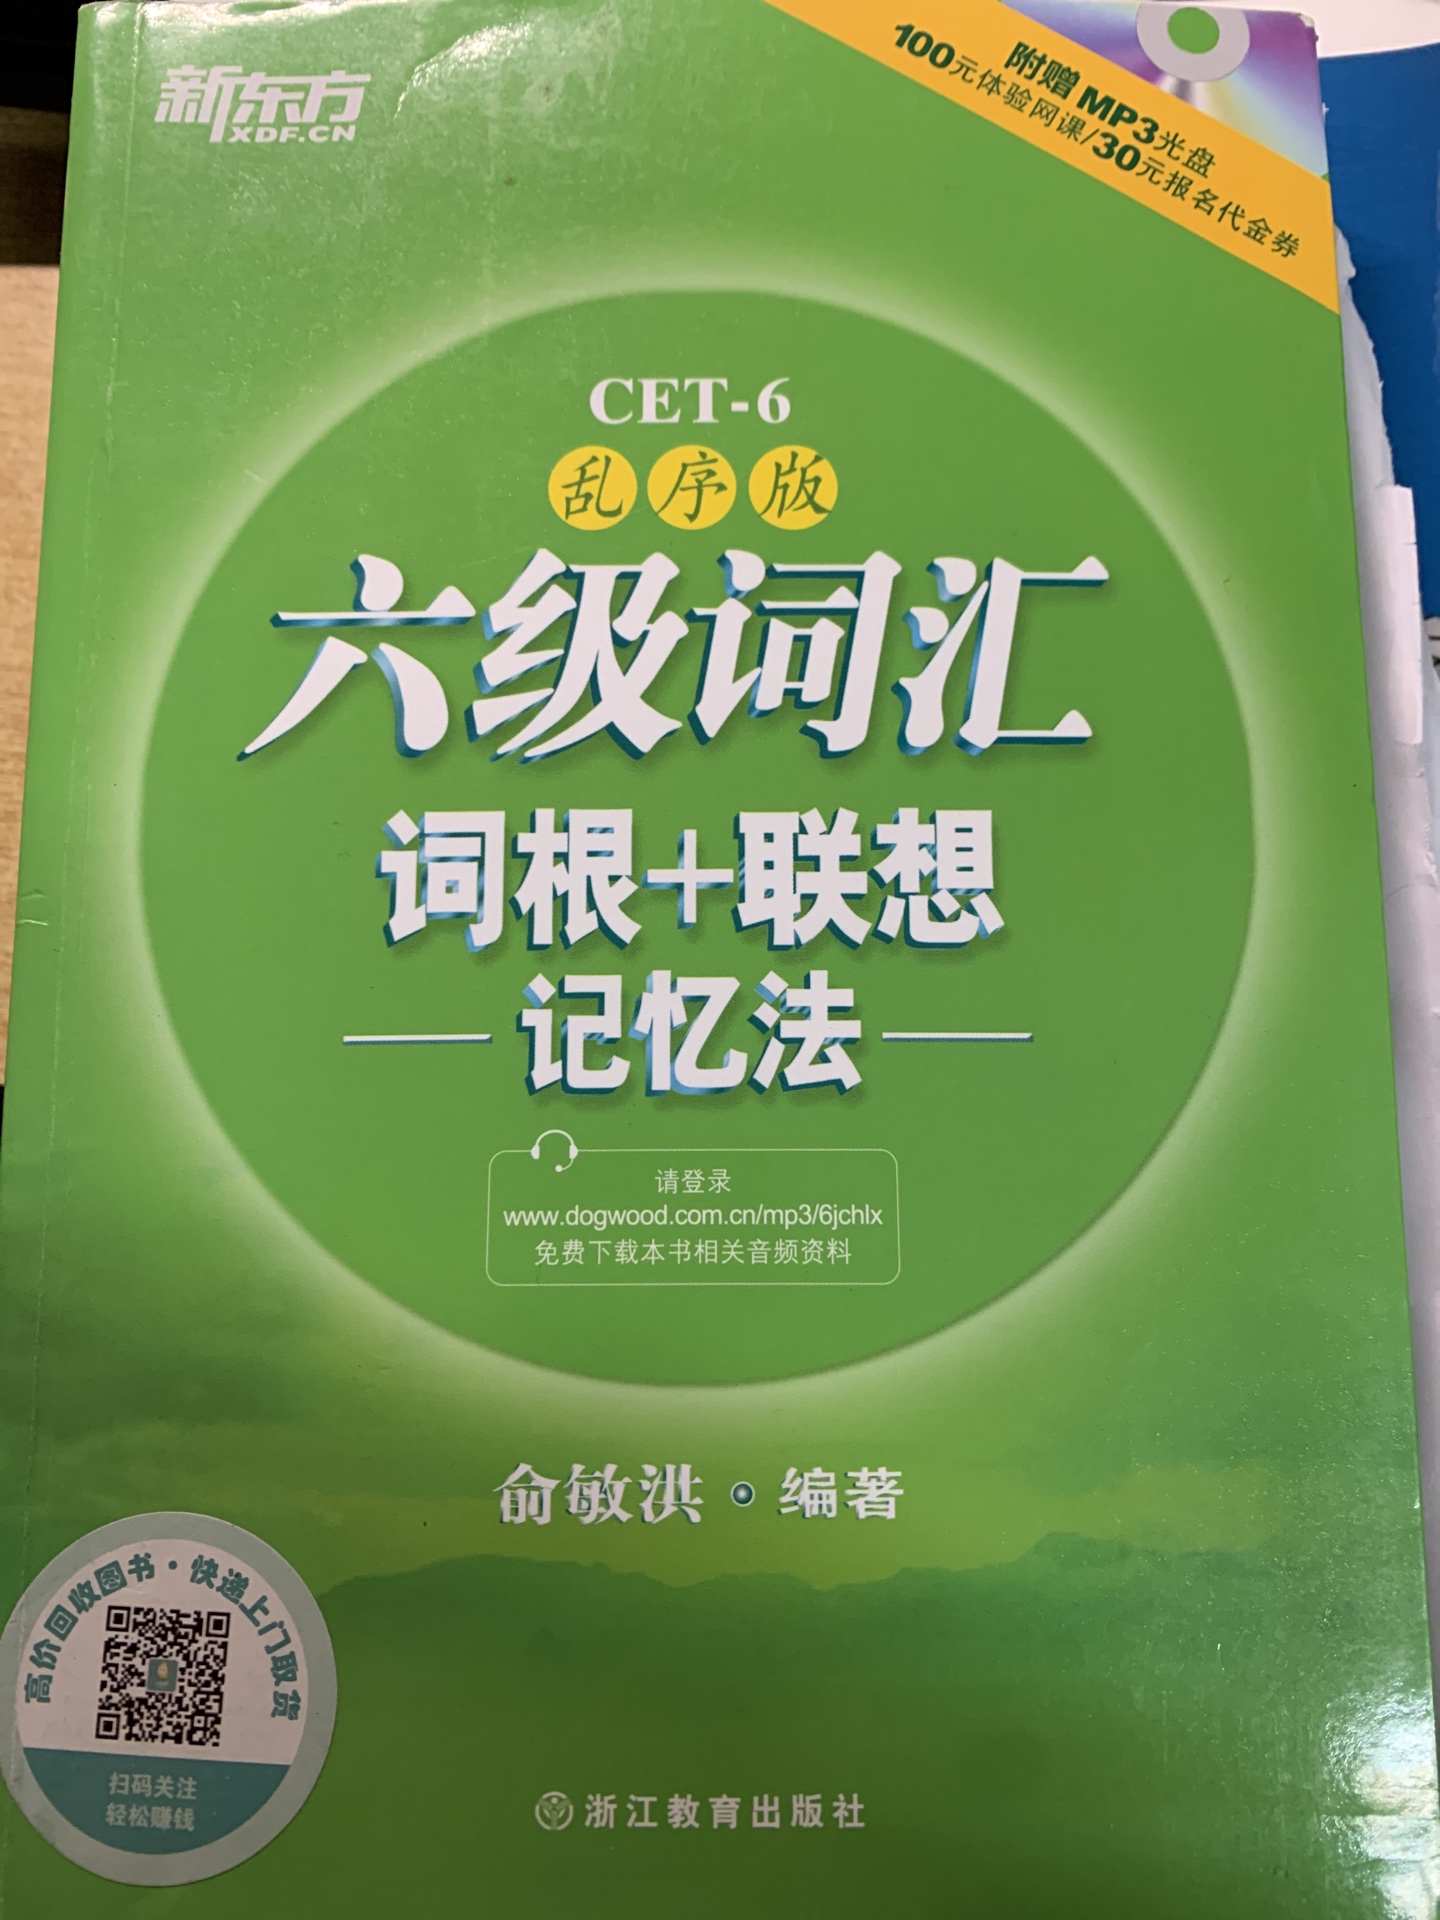 新东方
XDF.CN
附赠MP3光盘
100元体验网课/30元报名代金券
CET-6
乱序版
六级词汇
词根+联想
记忆法
请登录
www.dogwood.com.cn/mp3/6jchlx
免费下载本书相关音频资料
俞敏洪·编著
高价回收图书·快递上门取货
扫码关注
轻松赚钱
浙江教育出版社